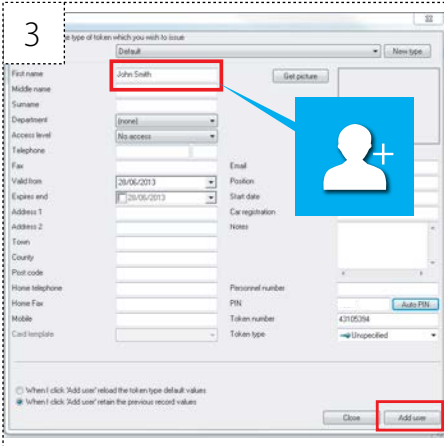 3
e type of token which you wish to issue
Default
New type
First name
John Smith
Get picture
Middle name
Surname
Department
(none)
Access level
No access
Telephone
Fax
Email
Valid from
28/06/2013
Position
Expires end
28/06/2013
Start date
Address 1
Car registration
Address 2
Notes
Town
County
Post code
Home telephone
Personnel number
Home Fax
PIN
Auto PIN
Mobile
Token number
43105394
Card template
Token type
Unspecified
When I click 'Add user' reload the token type default values
When I click 'Add user' retain the previous record values
Close
Add user